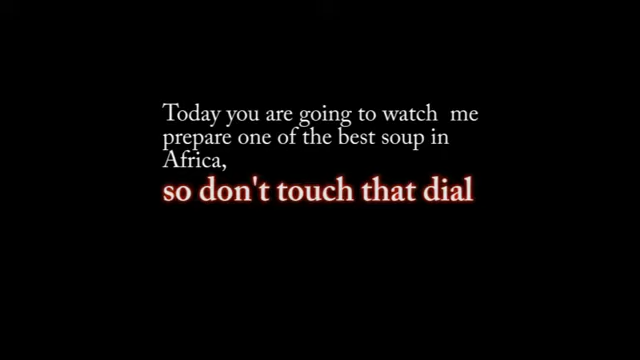 Today you are going to watch  me
prepare one of the best soup in
Africa,
so don't touch that dial